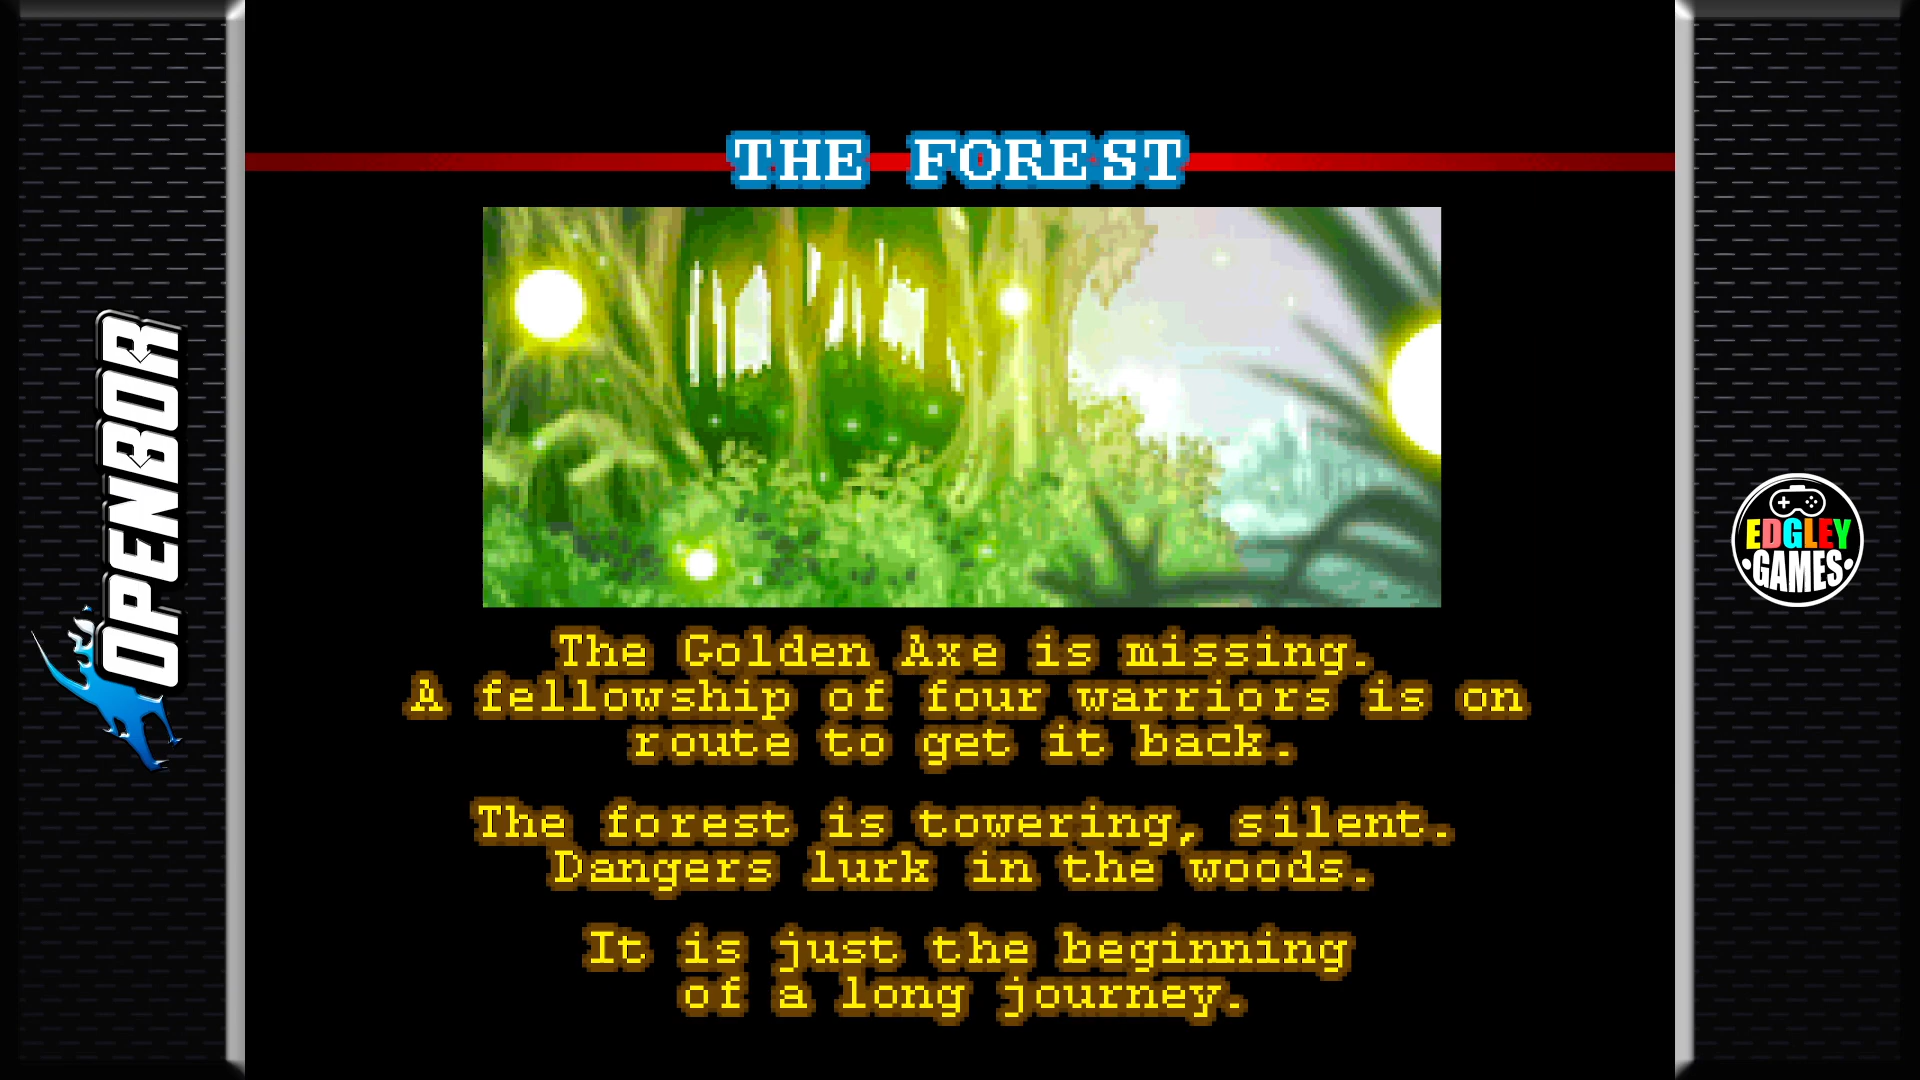 THE FOREST
The Golden Axe is missing.
A fellowship of four warriors is on
route to get it back.
The forest is towering, silent.
Dangers lurk in the woods.
It is just the beginning
of a long journey.
OPENBOR
EDGLEY
GAMES